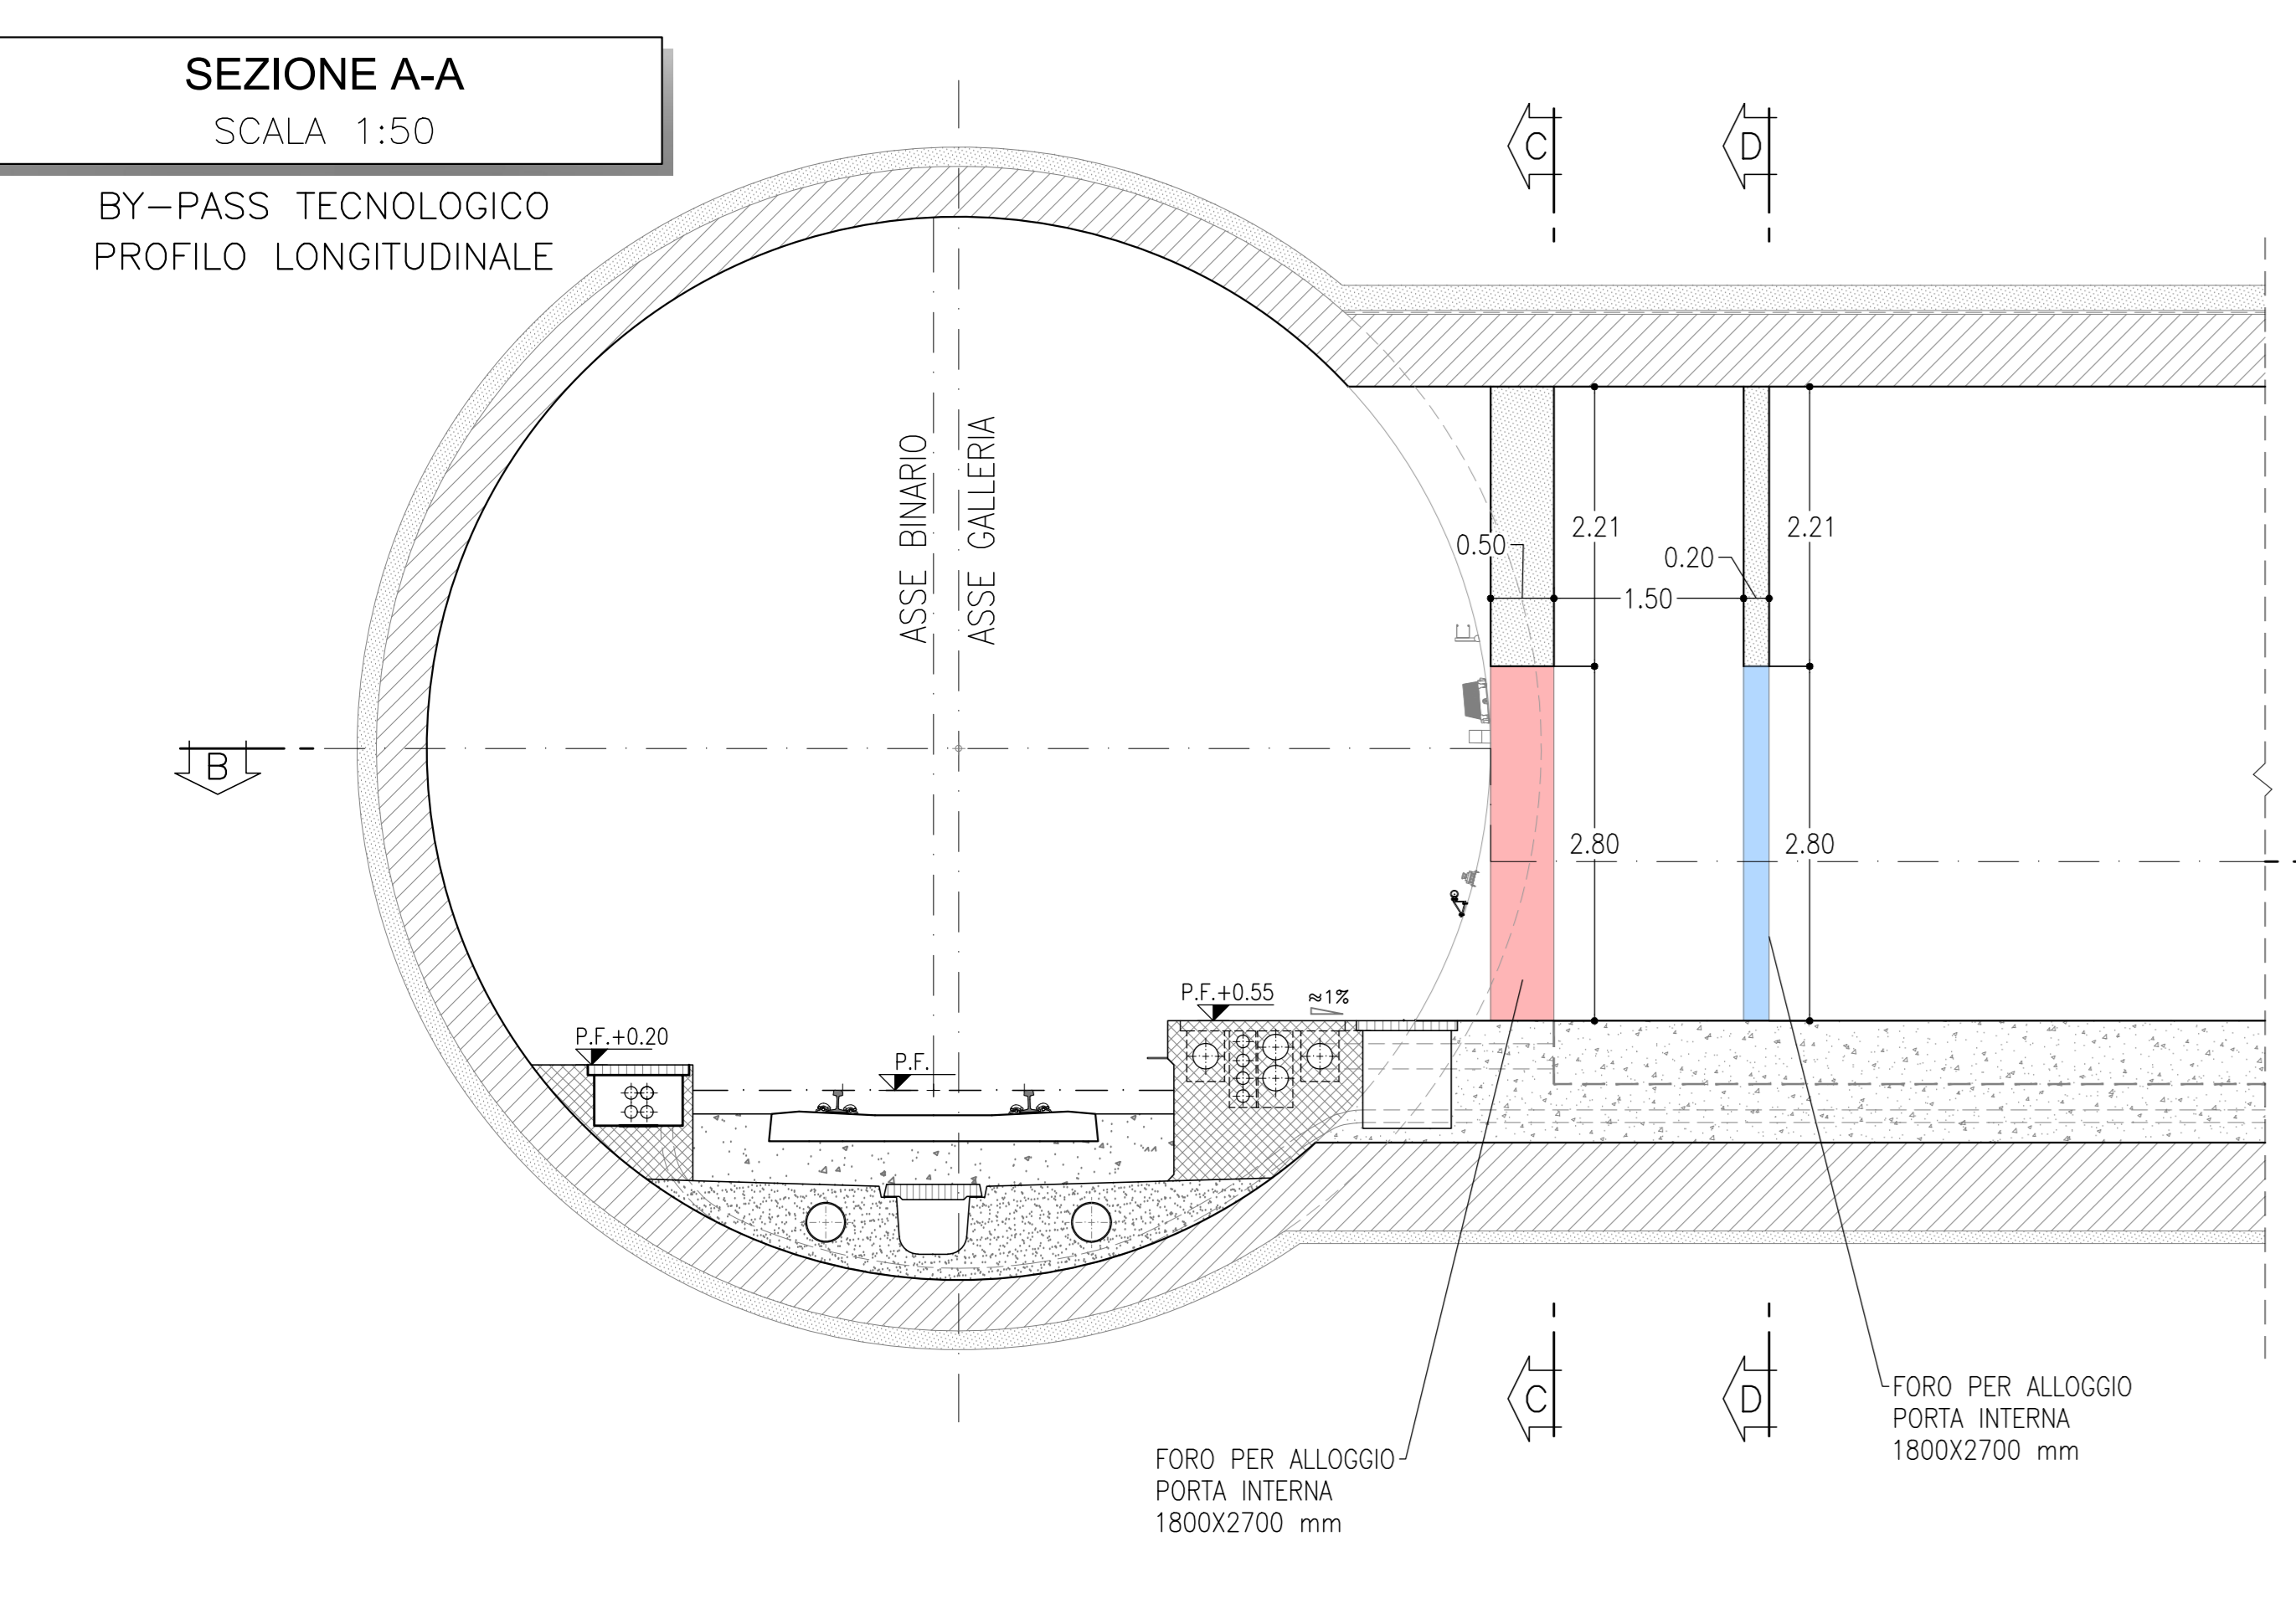 SEZIONE A-A
SCALA 1:50
BY-PASS TECNOLOGICO
PROFILO LONGITUDINALE
C
D
ASSE BINARIO
ASSE GALLERIA
2.21
2.21
0.50
0.20
1.50
B
2.80
2.80
P.F.+0.55
≈1%
P.F.+0.20
P.F.
C
D
FORO PER ALLOGGIO
PORTA INTERNA
1800X2700 mm
FORO PER ALLOGGIO
PORTA INTERNA
1800X2700 mm